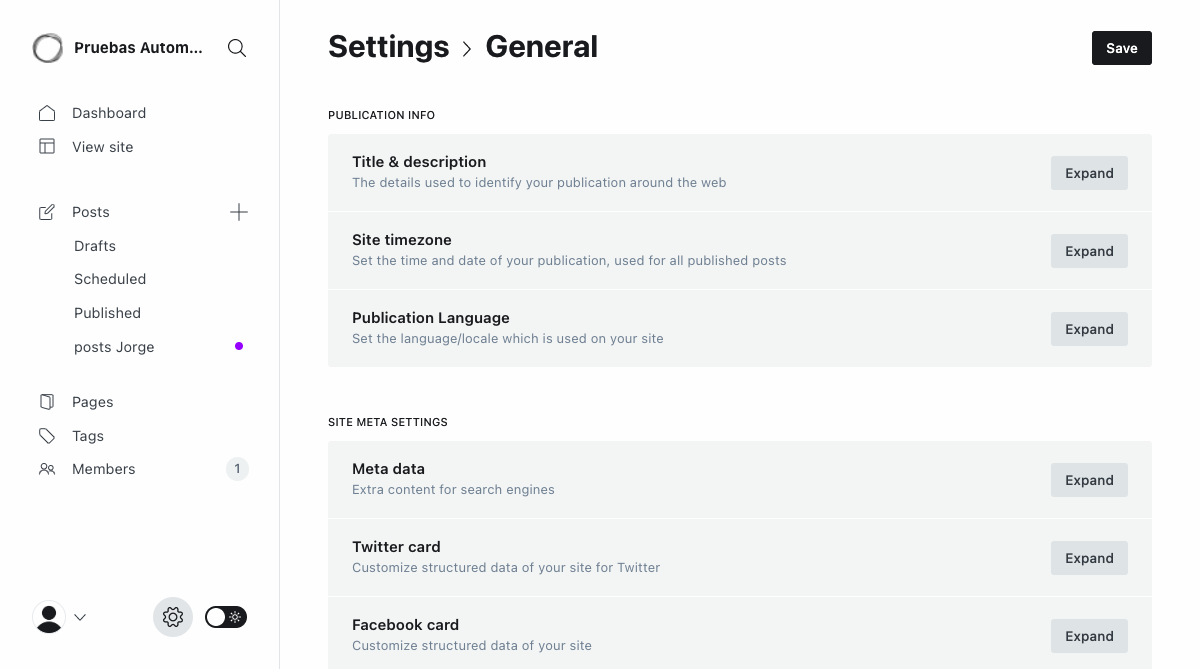 Pruebas Autom...
Dashboard
View site
Posts
Drafts
Scheduled
Published
posts Jorge
Pages
Tags
Members
1
Settings
General
Save
PUBLICATION INFO
Title & description
The details used to identify your publication around the web
Expand
Site timezone
Set the time and date of your publication, used for all published posts
Expand
Publication Language
Set the language/locale which is used on your site
Expand
SITE META SETTINGS
Meta data
Extra content for search engines
Expand
Twitter card
Customize structured data of your site for Twitter
Expand
Facebook card
Customize structured data of your site
Expand